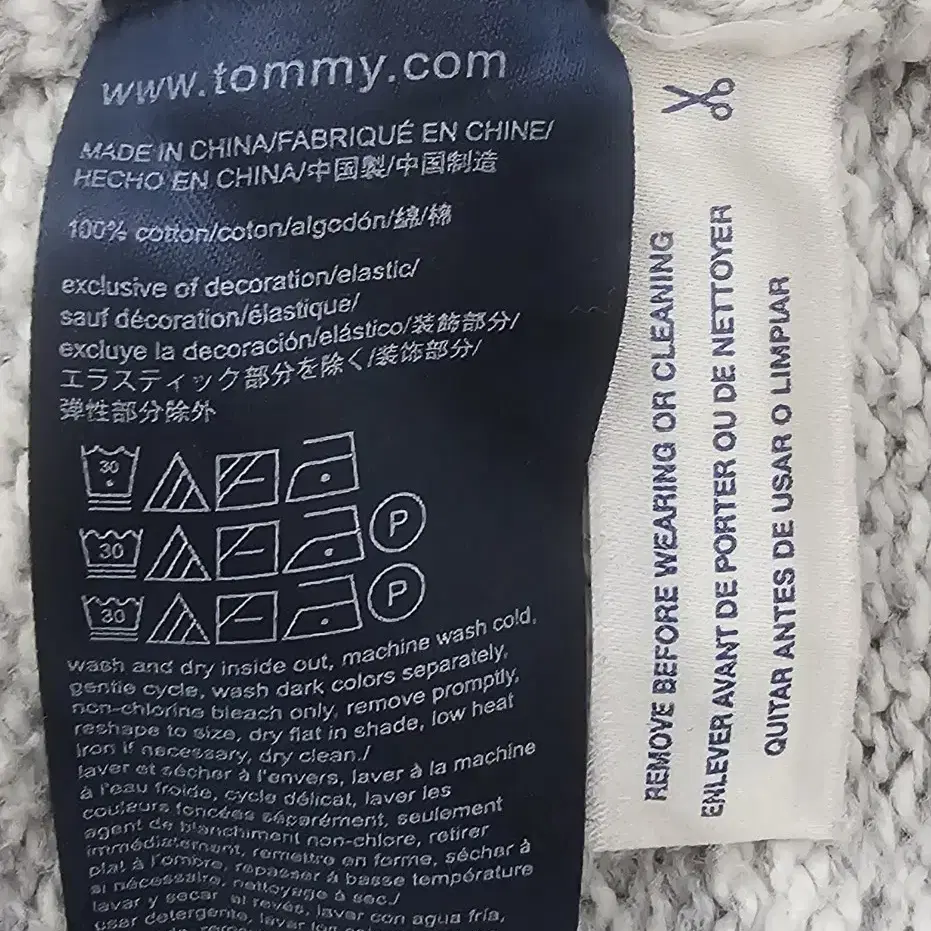 www.tommy.com
MADE IN CHINA/FABRIQUÉ EN CHINE/
HECHO EN CHINA/中国製/中国制造
100% cotton/coton/algodón/綿/棉
exclusive of decoration/elastic/
sauf décoration/élastique/
excluye la decoración/elástico/装飾部分/
エラスティック部分を除く/装饰部分/
弹性部分除外
30
30 P
30 P
wash and dry inside out, machine wash cold,
gentle cycle, wash dark colors separately,
non-chlorine bleach only, remove promptly,
reshape to size, dry flat in shade, low heat
iron if necessary, dry clean./
laver et sécher à l'envers, laver à la machine
à l'eau froide, cycle délicat, laver les
couleurs foncées séparément, seulement
agent de blanchiment non-chlore, retirer
immédiatement, remettre en forme, sécher à
plat à l'ombre, repasser à basse température
si nécessaire, nettoyage à sec./
lavar y secar al revés, lavar con agua fría,
usar detergente, lavar los
REMOVE BEFORE WEARING OR CLEANING
ENLEVER AVANT DE PORTER OU DE NETTOYER
QUITAR ANTES DE USAR O LIMPIAR